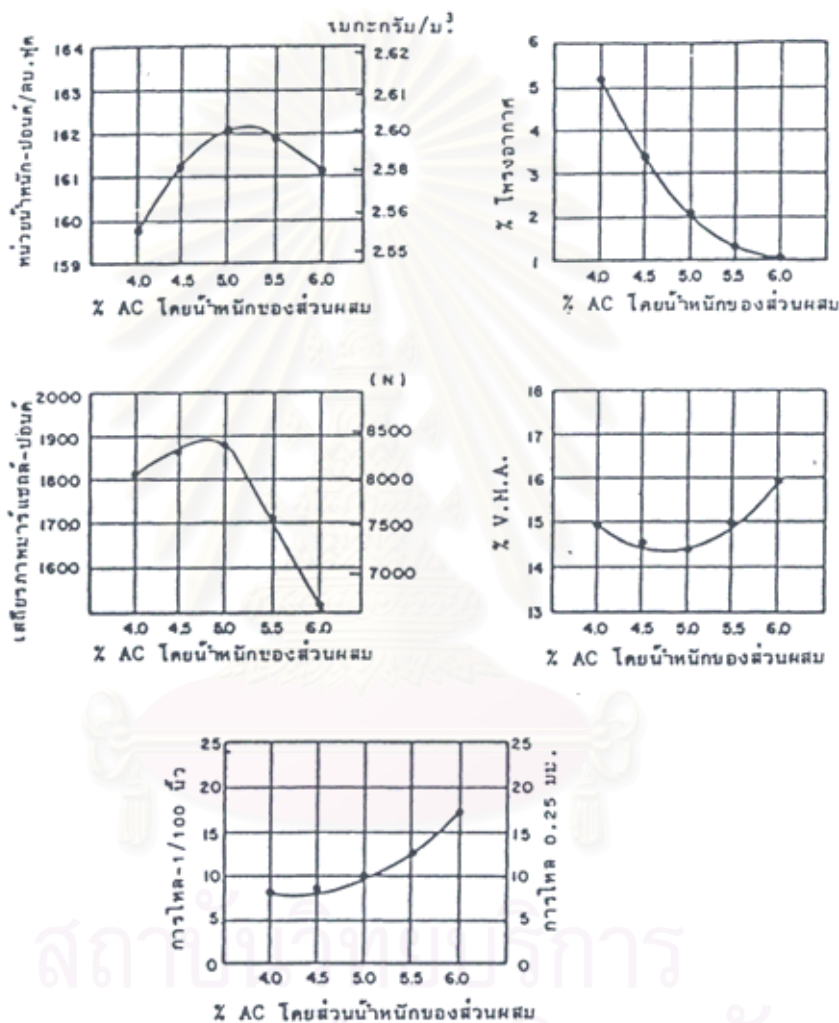 เมกะกรัม/ม.³
หน่วยน้ำหนัก-ปอนด์/ลบ.ฟุต
164
163
162
161
160
159
2.62
2.61
2.60
2.58
2.56
2.55
4.0 4.5 5.0 5.5 6.0
% AC โดยน้ำหนักของส่วนผสม
% โพรงอากาศ
6
5
4
3
2
1
4.0 4.5 5.0 5.5 6.0
% AC โดยน้ำหนักของส่วนผสม
เสถียรภาพมาร์แชลล์-ปอนด์
2000
1900
1800
1700
1600
(N)
8500
8000
7500
7000
4.0 4.5 5.0 5.5 6.0
% AC โดยน้ำหนักของส่วนผสม
% V.M.A.
18
17
16
15
14
13
4.0 4.5 5.0 5.5 6.0
% AC โดยน้ำหนักของส่วนผสม
การไหล-1/100 นิ้ว
25
20
15
10
5
0
25
20
15
10
5
0
การไหล 0.25 มม.
4.0 4.5 5.0 5.5 6.0
% AC โดยส่วนน้ำหนักของส่วนผสม
สถาบันวิทยบริการ